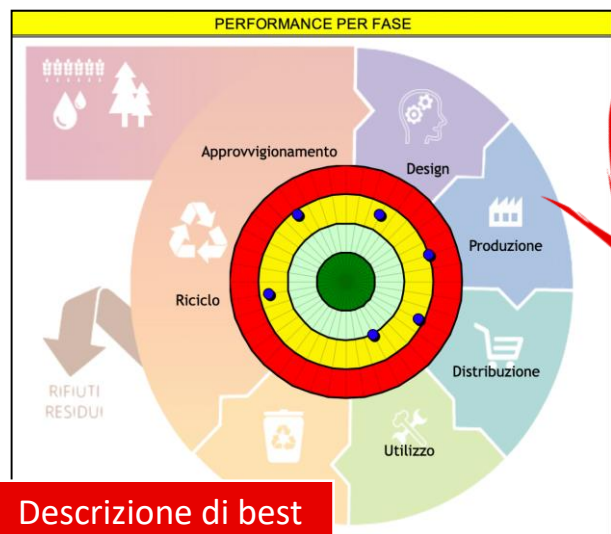 PERFORMANCE PER FASE
Approvvigionamento
Design
Produzione
Riciclo
Distribuzione
RIFIUTI
RESIDUI
Utilizzo
Descrizione di best